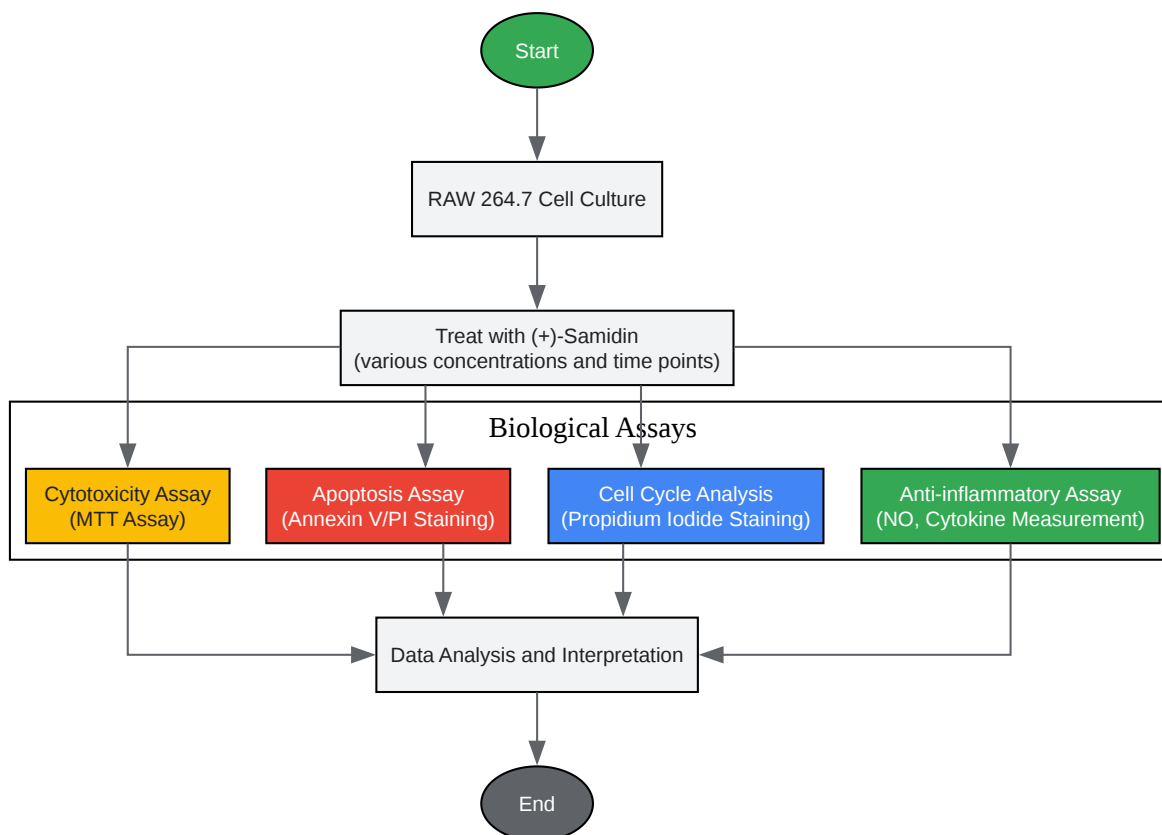 Start
RAW 264.7 Cell Culture
Treat with (+)-Samidin
(various concentrations and time points)
Biological Assays
Cytotoxicity Assay
(MTT Assay)
Apoptosis Assay
(Annexin V/PI Staining)
Cell Cycle Analysis
(Propidium Iodide Staining)
Anti-inflammatory Assay
(NO, Cytokine Measurement)
Data Analysis and Interpretation
End